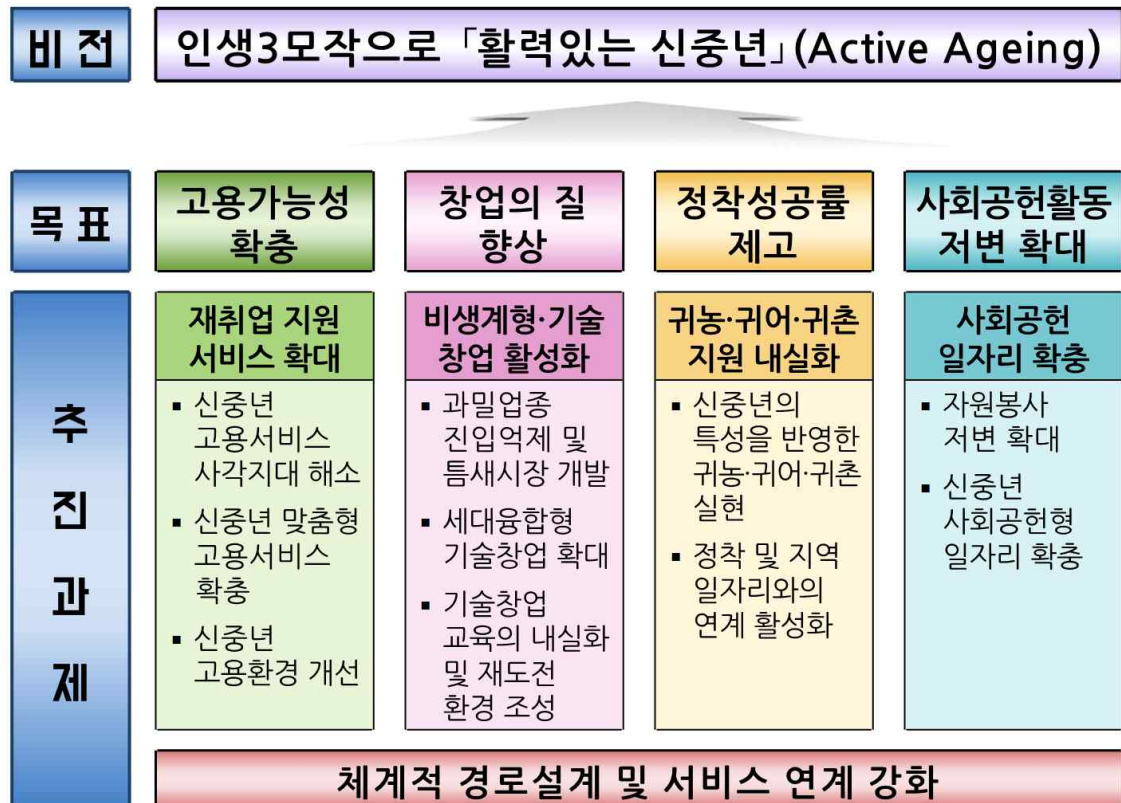 비전
인생3모작으로 「활력있는 신중년」(Active Ageing)
목표
고용가능성
확충
창업의 질
향상
정착성공률
제고
사회공헌활동
저변 확대
추
진
과
제
재취업 지원
서비스 확대
▪ 신중년
고용서비스
사각지대 해소
▪ 신중년 맞춤형
고용서비스
확충
▪ 신중년
고용환경 개선
비생계형·기술
창업 활성화
▪ 과밀업종
진입억제 및
틈새시장 개발
▪ 세대융합형
기술창업 확대
▪ 기술창업
교육의 내실화
및 재도전
환경 조성
귀농·귀어·귀촌
지원 내실화
▪ 신중년의
특성을 반영한
귀농·귀어·귀촌
실현
▪ 정착 및 지역
일자리와의
연계 활성화
사회공헌
일자리 확충
▪ 자원봉사
저변 확대
▪ 신중년
사회공헌형
일자리 확충
체계적 경로설계 및 서비스 연계 강화